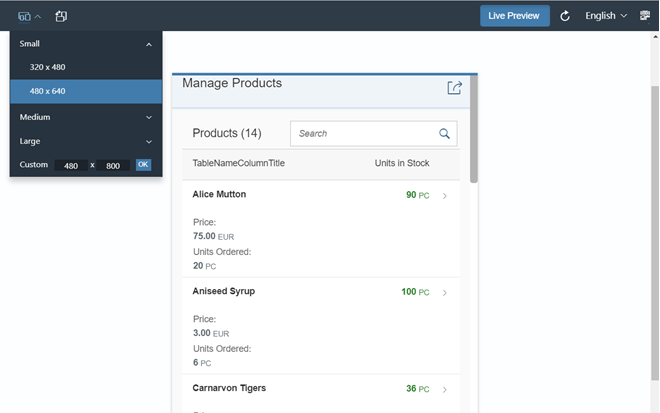 Live Preview English
Small
320 x 480
480 x 640
Medium
Large
Custom 480 x 800 OK
Manage Products
Products (14) Search
TableNameColumnTitle Units in Stock
Alice Mutton 90 PC
Price:
75.00 EUR
Units Ordered:
20 PC
Aniseed Syrup 100 PC
Price:
3.00 EUR
Units Ordered:
6 PC
Carnarvon Tigers 36 PC